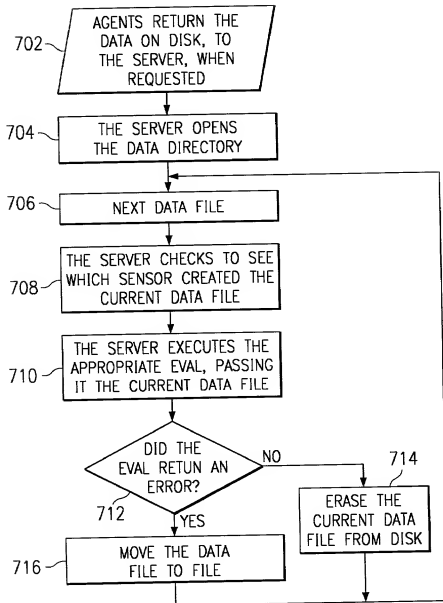 702
AGENTS RETURN THE
DATA ON DISK, TO
THE SERVER, WHEN
REQUESTED
704
THE SERVER OPENS
THE DATA DIRECTORY
706
NEXT DATA FILE
708
THE SERVER CHECKS TO SEE
WHICH SENSOR CREATED THE
CURRENT DATA FILE
710
THE SERVER EXECUTES THE
APPROPRIATE EVAL, PASSING
IT THE CURRENT DATA FILE
DID THE
EVAL RETUN AN
ERROR?
712
NO
YES
714
ERASE THE
CURRENT DATA
FILE FROM DISK
716
MOVE THE DATA
FILE TO FILE